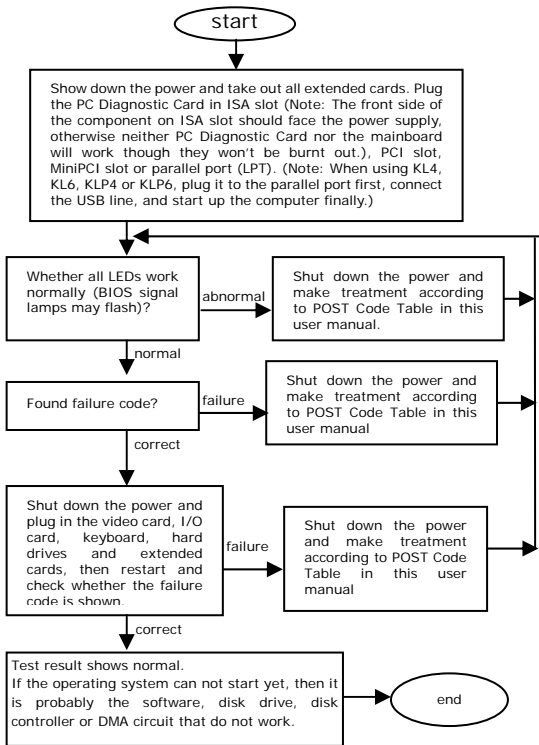 start
Show down the power and take out all extended cards. Plug
the PC Diagnostic Card in ISA slot (Note: The front side of
the component on ISA slot should face the power supply,
otherwise neither PC Diagnostic Card nor the mainboard
will work though they won't be burnt out.), PCI slot,
MiniPCI slot or parallel port (LPT). (Note: When using KL4,
KL6, KLP4 or KLP6, plug it to the parallel port first, connect
the USB line, and start up the computer finally.)
Whether all LEDs work
normally (BIOS signal
lamps may flash)?
abnormal
Shut down the power and
make treatment according
to POST Code Table in this
user manual.
normal
Found failure code?
failure
Shut down the power and
make treatment according
to POST Code Table in this
user manual
correct
Shut down the power and
plug in the video card, I/O
card, keyboard, hard
drives and extended
cards, then restart and
check whether the failure
code is shown.
failure
Shut down the power
and make treatment
according to POST Code
Table in this user
manual
correct
Test result shows normal.
If the operating system can not start yet, then it
is probably the software, disk drive, disk
controller or DMA circuit that do not work.
end